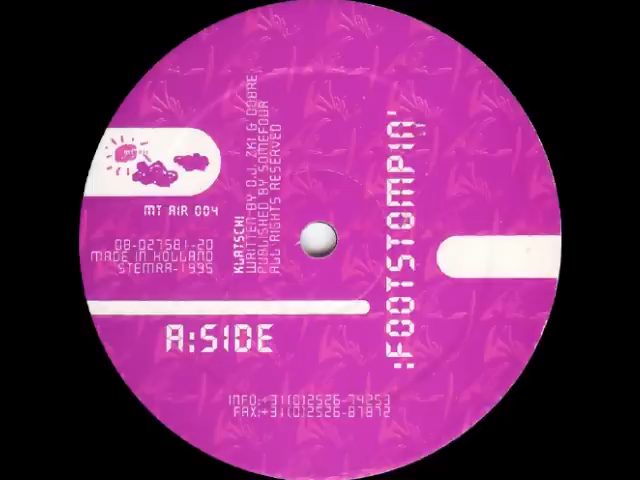 MT AIR 004
08-027581-20
MADE IN HOLLAND
STEMRA-1995
KLATSCH!
WRITTEN BY D.J. ZKI & DOBRE
PUBLISHED BY SOMEFOUR
ALL RIGHTS RESERVED
:FOOTSTOMPIN'
A:SIDE
INFO:+31(0)2526-74253
FAX:+31(0)2526-87872